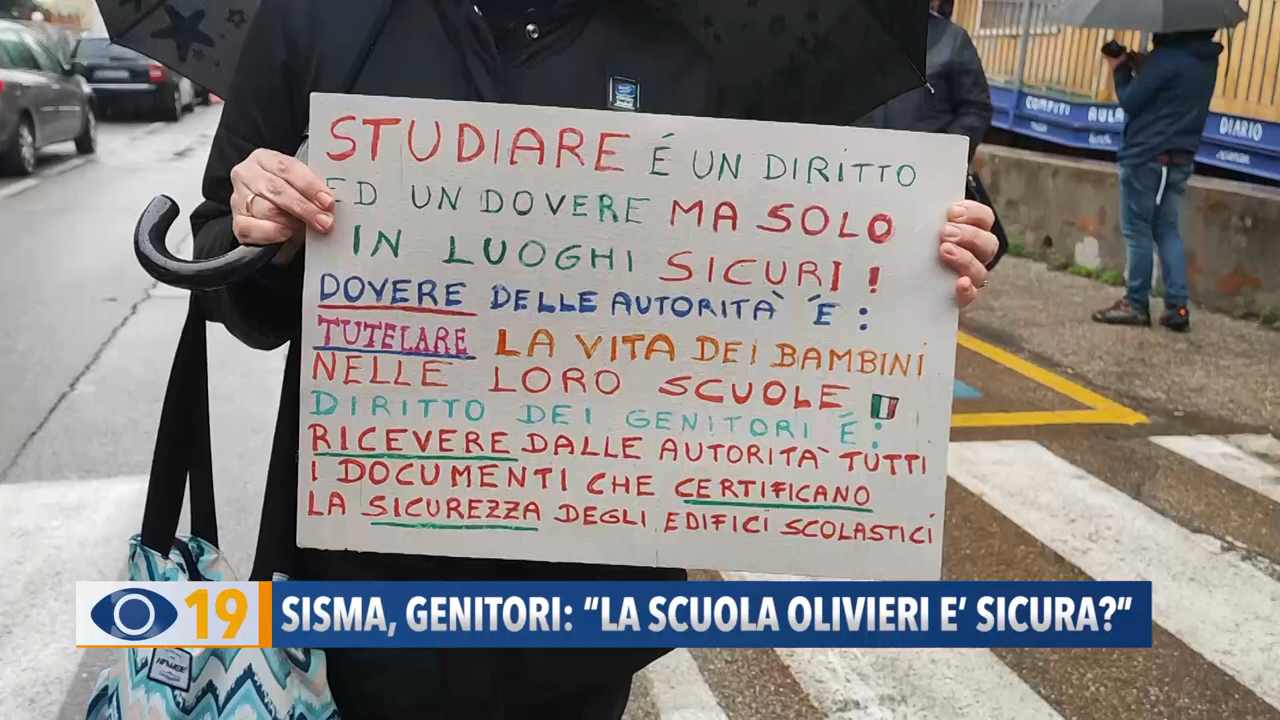 STUDIARE É UN DIRITTO
ED UN DOVERE MA SOLO
IN LUOGHI SICURI !
DOVERE DELLE AUTORITÀ È :
TUTELARE LA VITA DEI BAMBINI
NELLE LORO SCUOLE
DIRITTO DEI GENITORI É :
RICEVERE DALLE AUTORITÀ TUTTI
I DOCUMENTI CHE CERTIFICANO
LA SICUREZZA DEGLI EDIFICI SCOLASTICI
COMPITI AULA
DIARIO
19 SISMA, GENITORI: “LA SCUOLA OLIVIERI E’ SICURA?”